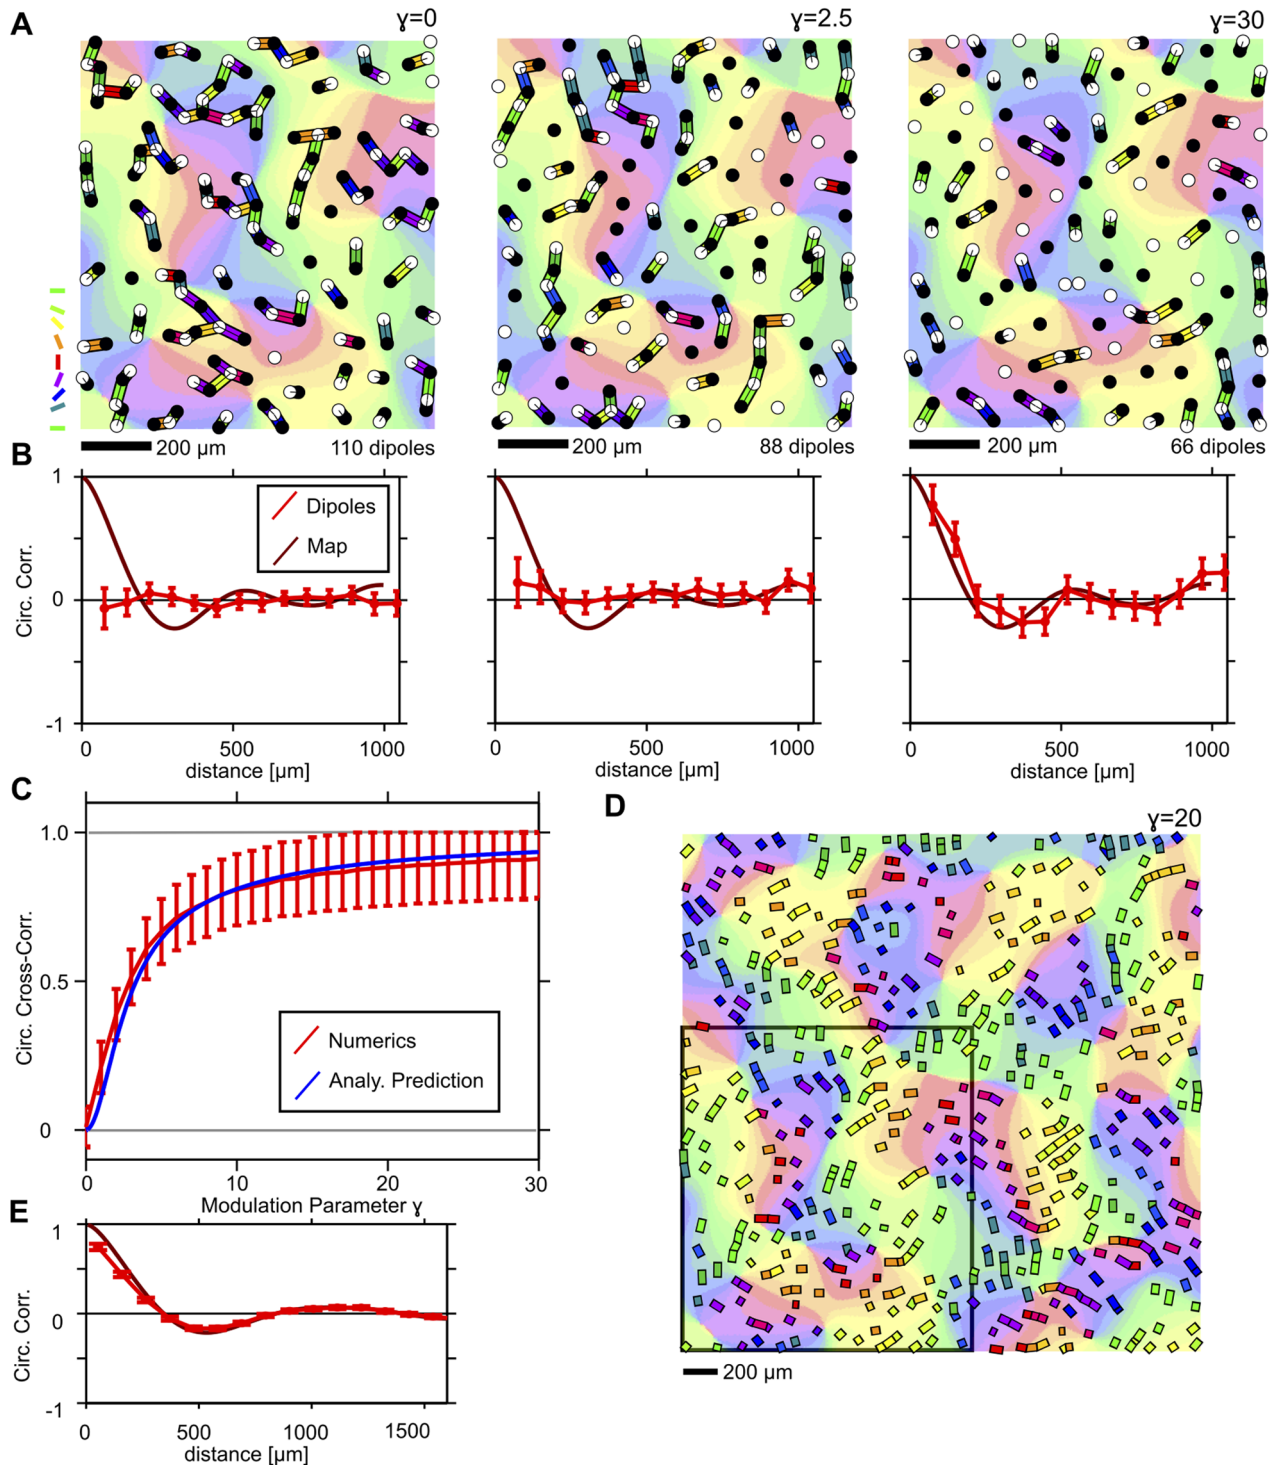 A
ɣ=0
ɣ=2.5
ɣ=30
200 µm
110 dipoles
200 µm
88 dipoles
200 µm
66 dipoles
B
1
0
-1
Circ. Corr.
Dipoles
Map
0
500
1000
distance [µm]
0
500
1000
distance [µm]
0
500
1000
distance [µm]
C
1.0
0.5
0
Circ. Cross-Corr.
Numerics
Analy. Prediction
0
10
20
30
Modulation Parameter ɣ
D
ɣ=20
200 µm
E
1
0
-1
Circ. Corr.
0
500
1000
1500
distance [µm]